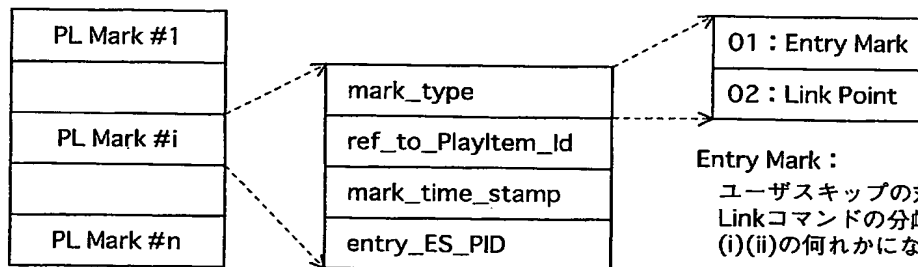 PL Mark #1
PL Mark #i
PL Mark #n
mark_type
ref_to_PlayItem_Id
mark_time_stamp
entry_ES_PID
01：Entry Mark
02：Link Point
Entry Mark：
ユーザスキップの
Linkコマンドの分
(i)(ii)の何れかにな